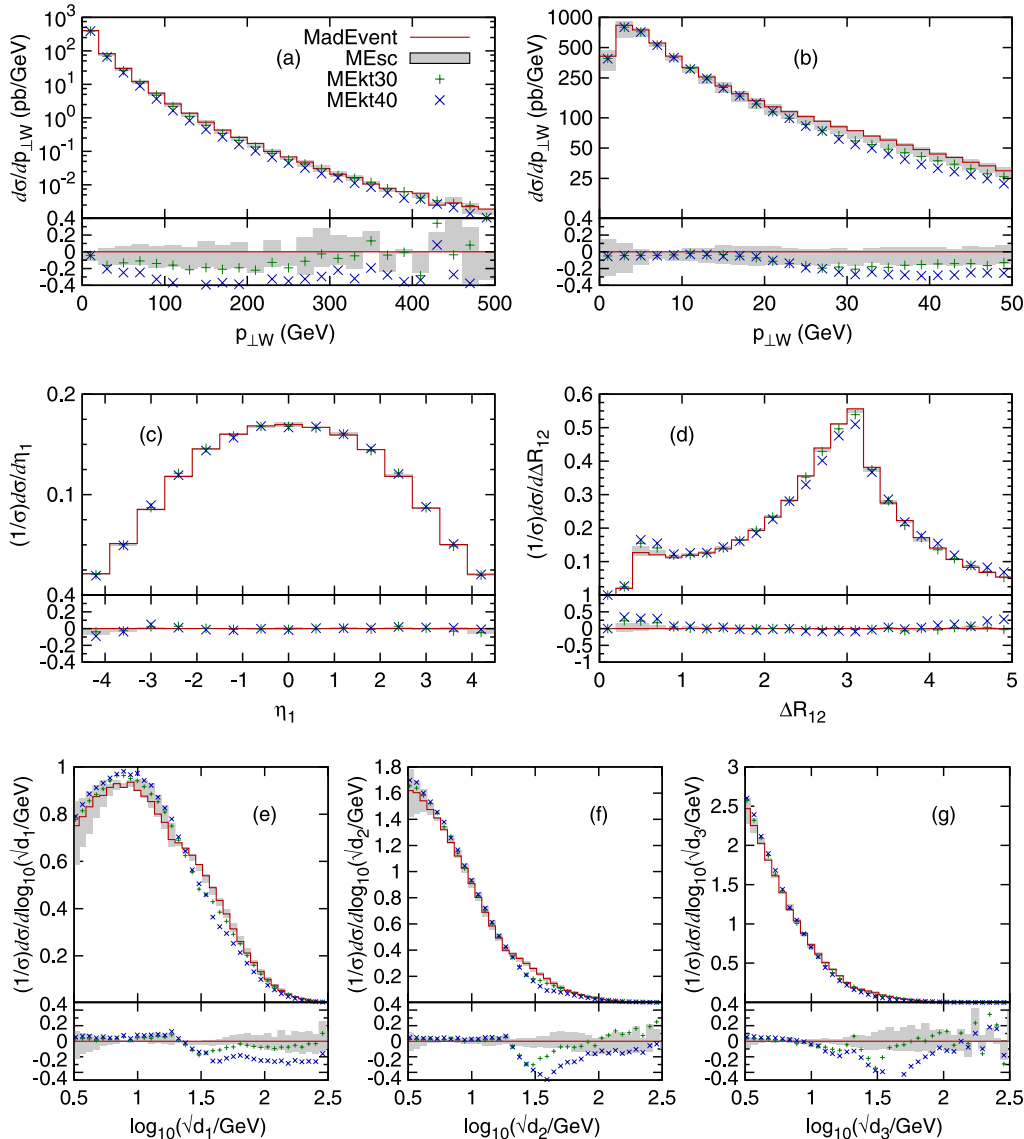 dσ/dp⊥W (pb/GeV)
10³
10²
10¹
10⁰
10⁻¹
10⁻²
(a)
MadEvent
MEsc
MEkt30
MEkt40
0.4
0.2
0
-0.2
-0.4
0 100 200 300 400 500
p⊥W (GeV)
dσ/dp⊥W (pb/GeV)
1000
500
250
100
50
25
(b)
0.4
0.2
0
-0.2
-0.4
0 10 20 30 40 50
p⊥W (GeV)
(1/σ)dσ/dη₁
0.2
0.1
(c)
0.4
0.2
0
-0.2
-0.4
-4 -3 -2 -1 0 1 2 3 4
η₁
(1/σ)dσ/dΔR₁₂
0.6
0.5
0.4
0.3
0.2
0.1
(d)
1
0.5
0
-0.5
-1
0 1 2 3 4 5
ΔR₁₂
(1/σ)dσ/dlog₁₀(√d₁/GeV)
1
0.8
0.6
0.4
0.2
(e)
0.4
0.2
0
-0.2
-0.4
0.5 1 1.5 2 2.5
log₁₀(√d₁/GeV)
(1/σ)dσ/dlog₁₀(√d₂/GeV)
1.8
1.6
1.4
1.2
1
0.8
0.6
0.4
0.2
(f)
0.4
0.2
0
-0.2
-0.4
0.5 1 1.5 2 2.5
log₁₀(√d₂/GeV)
(1/σ)dσ/dlog₁₀(√d₃/GeV)
3
2.5
2
1.5
1
0.5
(g)
0.4
0.2
0
-0.2
-0.4
0.5 1 1.5 2 2.5
log₁₀(√d₃/GeV)